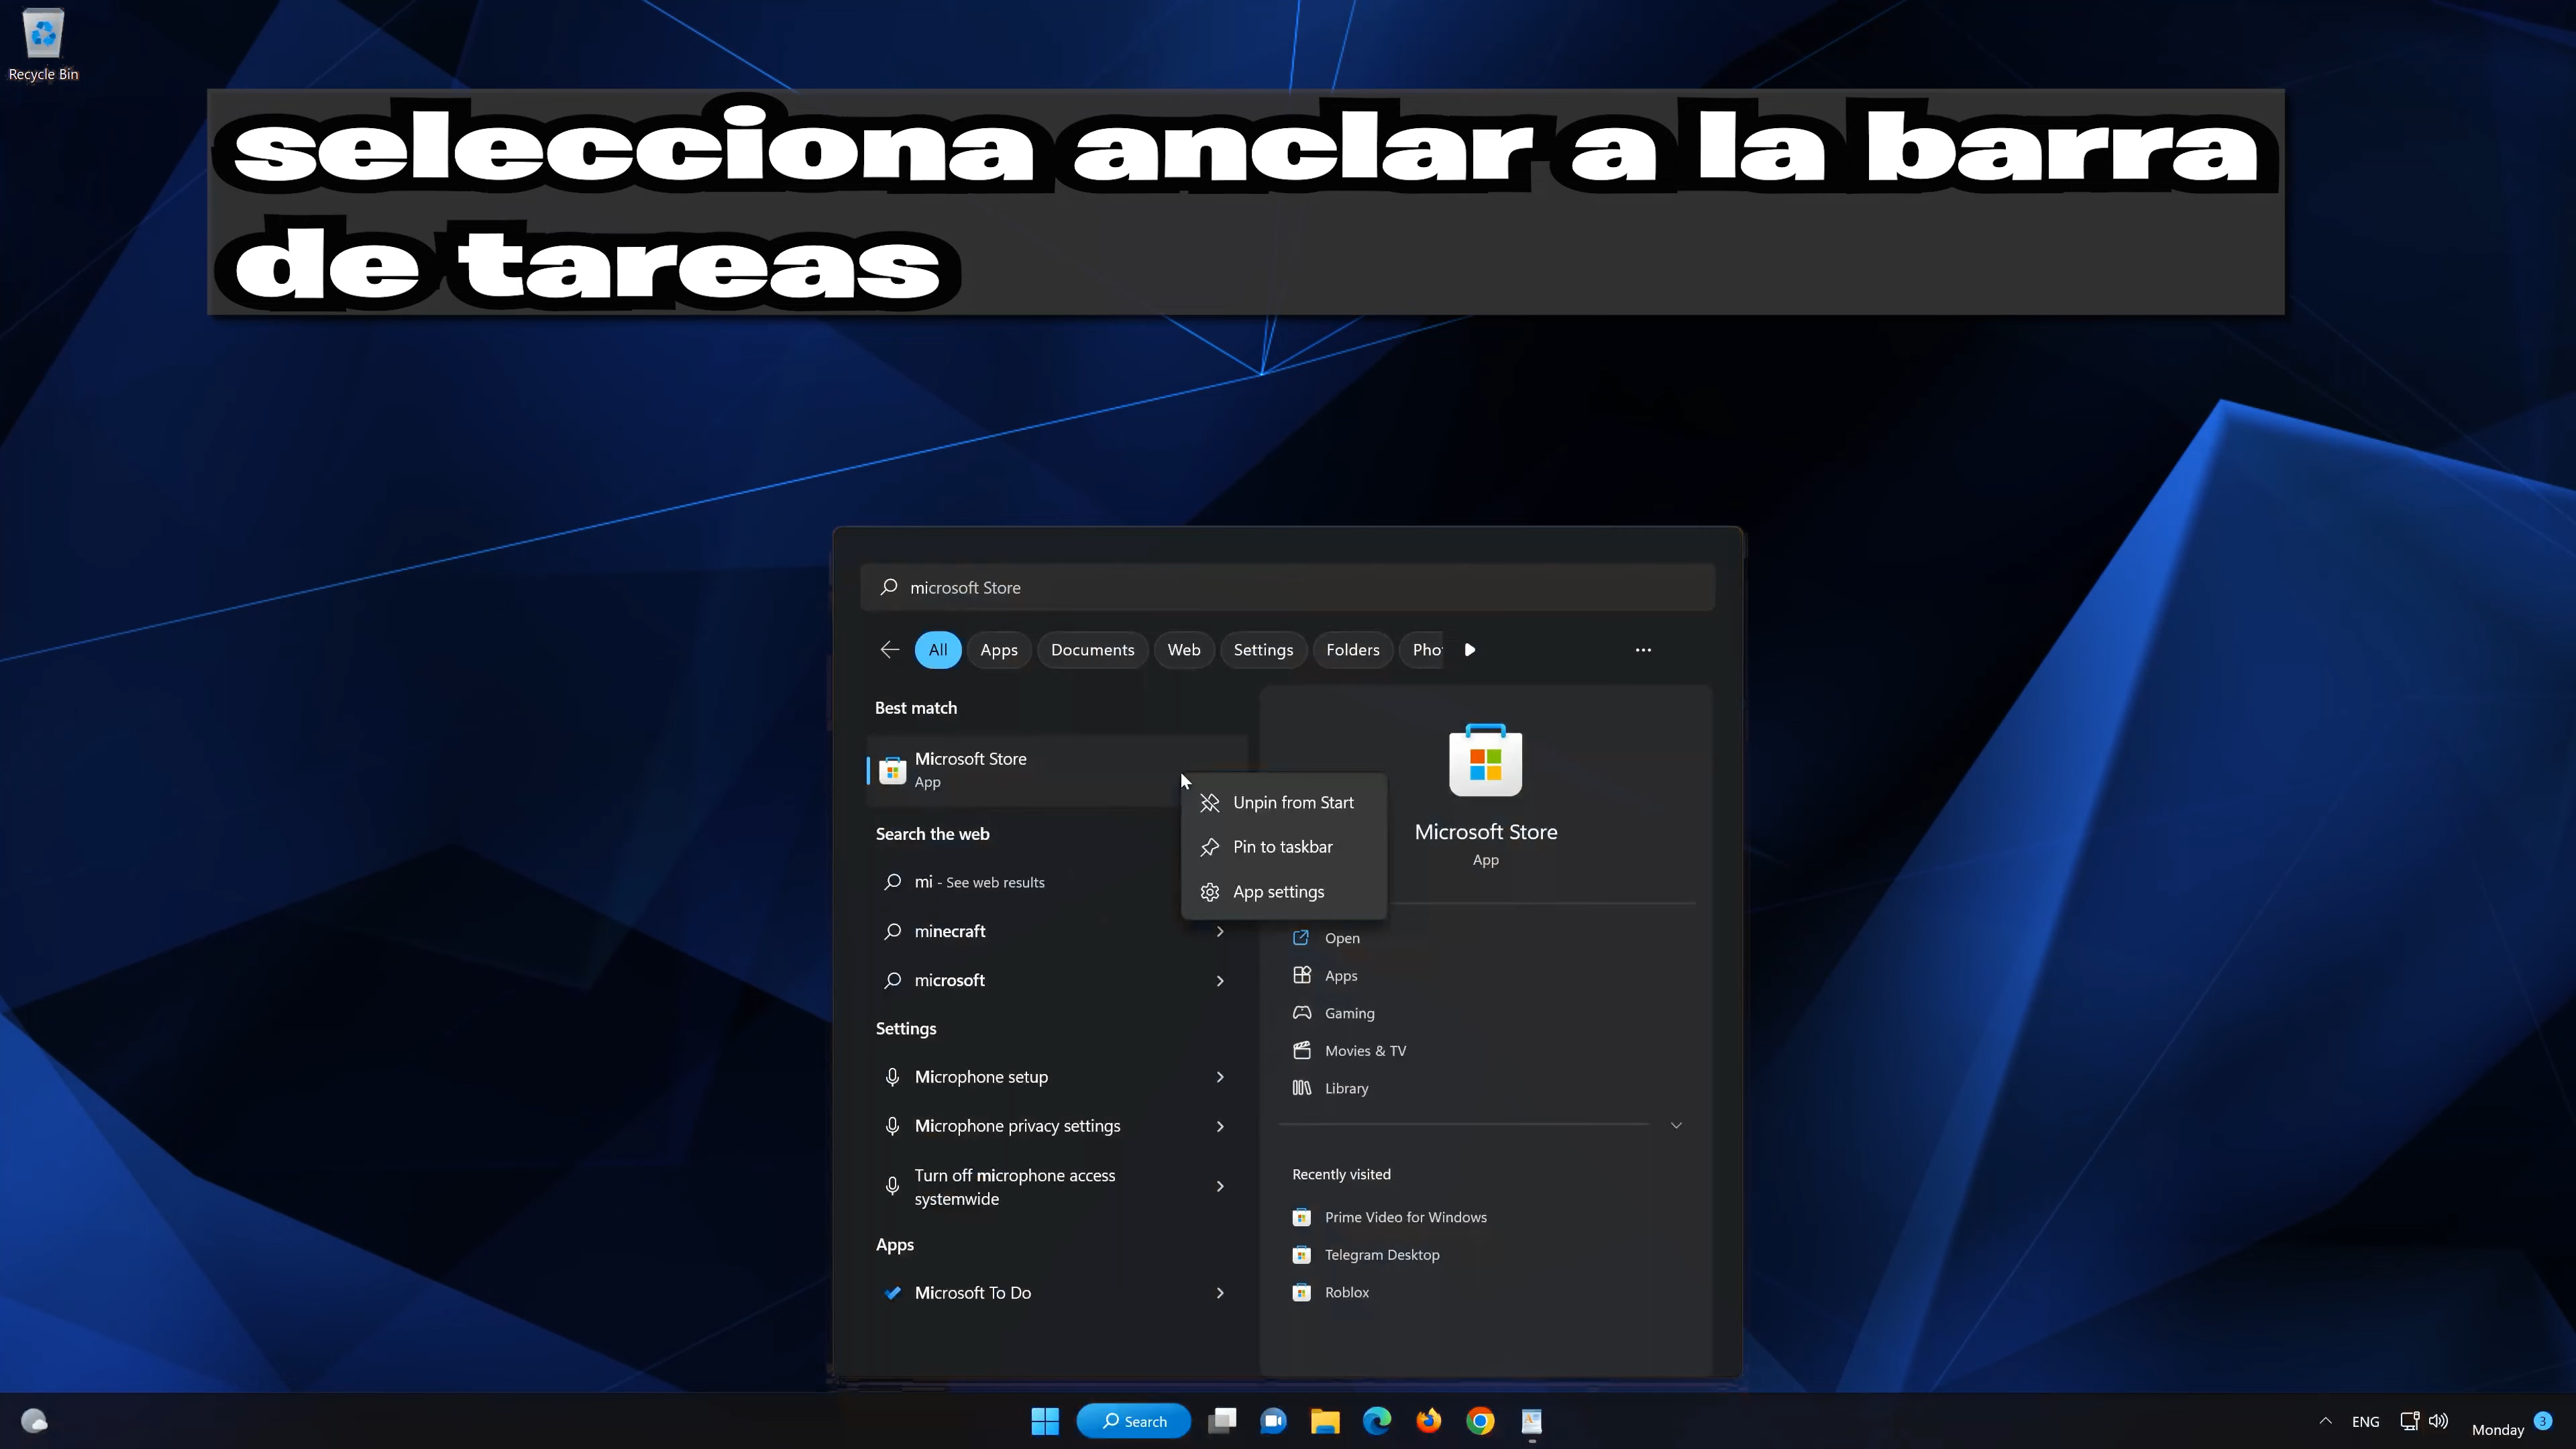 Recycle Bin
selecciona anclar a la barra
de tareas
microsoft Store
All Apps Documents Web Settings Folders Pho
Best match
Microsoft Store
App
Unpin from Start
Pin to taskbar
App settings
Search the web
mi - See web results
minecraft
microsoft
Settings
Microphone setup
Microphone privacy settings
Turn off microphone access
systemwide
Apps
Microsoft To Do
Microsoft Store
App
Open
Apps
Gaming
Movies & TV
Library
Recently visited
Prime Video for Windows
Telegram Desktop
Roblox
Search
ENG
Monday 3